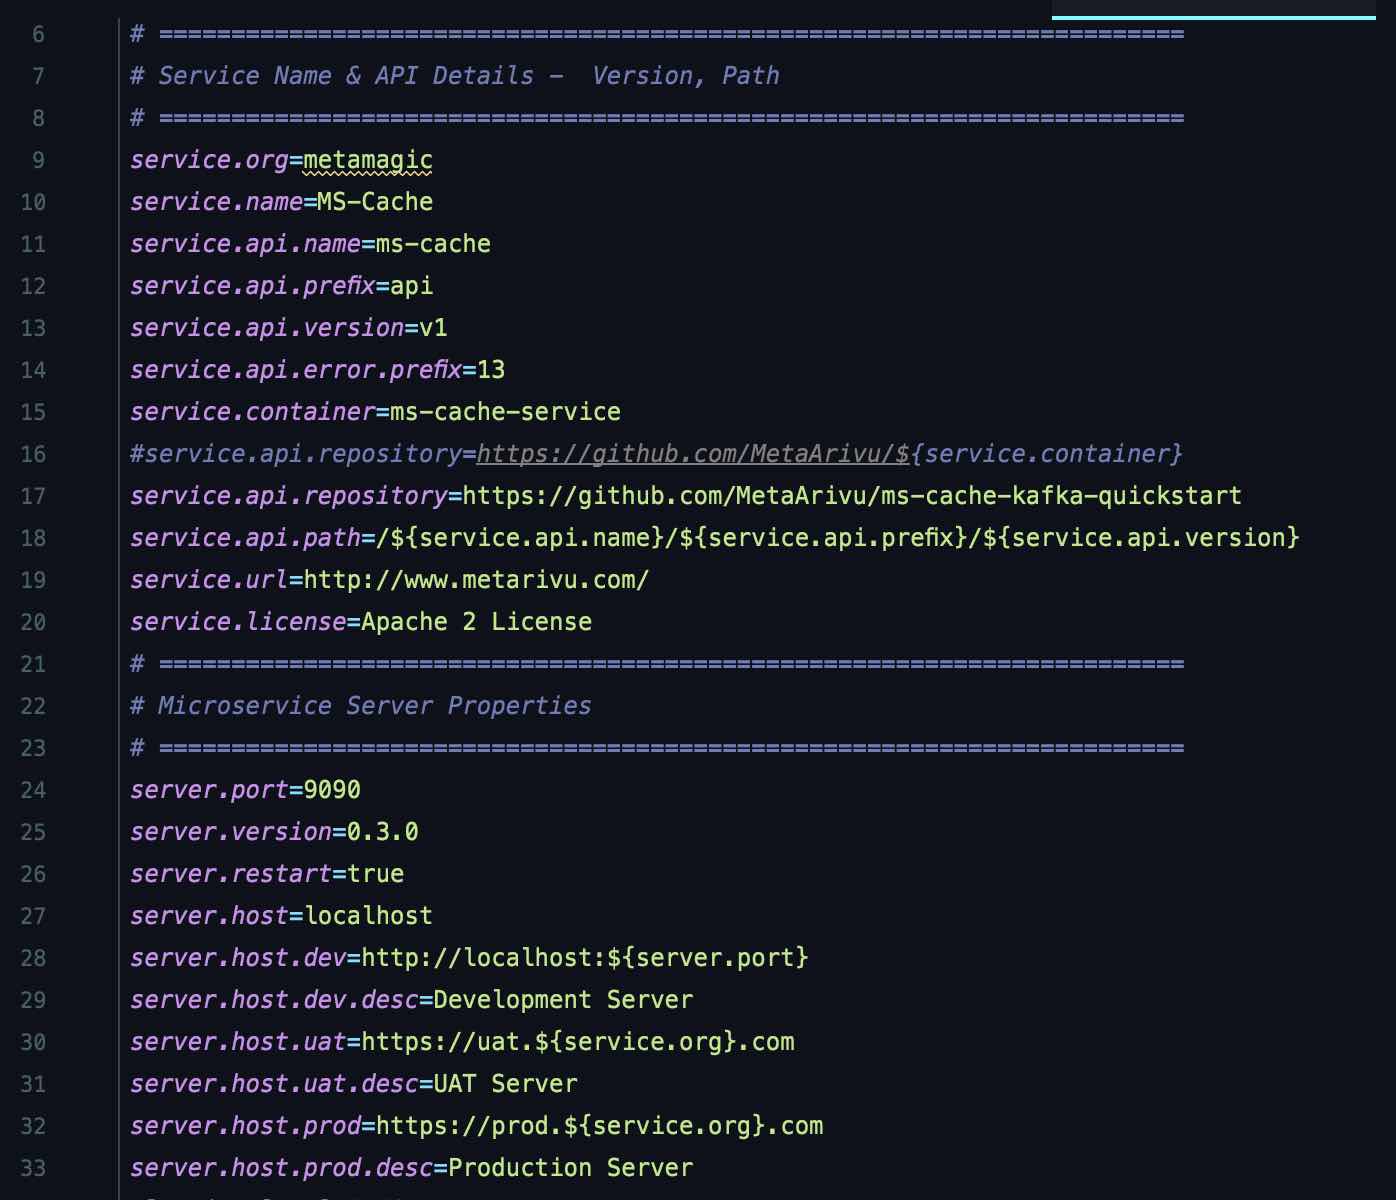 6 # =======================================================================
7 # Service Name & API Details -  Version, Path
8 # =======================================================================
9 service.org=metamagic
10 service.name=MS-Cache
11 service.api.name=ms-cache
12 service.api.prefix=api
13 service.api.version=v1
14 service.api.error.prefix=13
15 service.container=ms-cache-service
16 #service.api.repository=https://github.com/MetaArivu/${service.container}
17 service.api.repository=https://github.com/MetaArivu/ms-cache-kafka-quickstart
18 service.api.path=/${service.api.name}/${service.api.prefix}/${service.api.version}
19 service.url=http://www.metarivu.com/
20 service.license=Apache 2 License
21 # =======================================================================
22 # Microservice Server Properties
23 # =======================================================================
24 server.port=9090
25 server.version=0.3.0
26 server.restart=true
27 server.host=localhost
28 server.host.dev=http://localhost:${server.port}
29 server.host.dev.desc=Development Server
30 server.host.uat=https://uat.${service.org}.com
31 server.host.uat.desc=UAT Server
32 server.host.prod=https://prod.${service.org}.com
33 server.host.prod.desc=Production Server